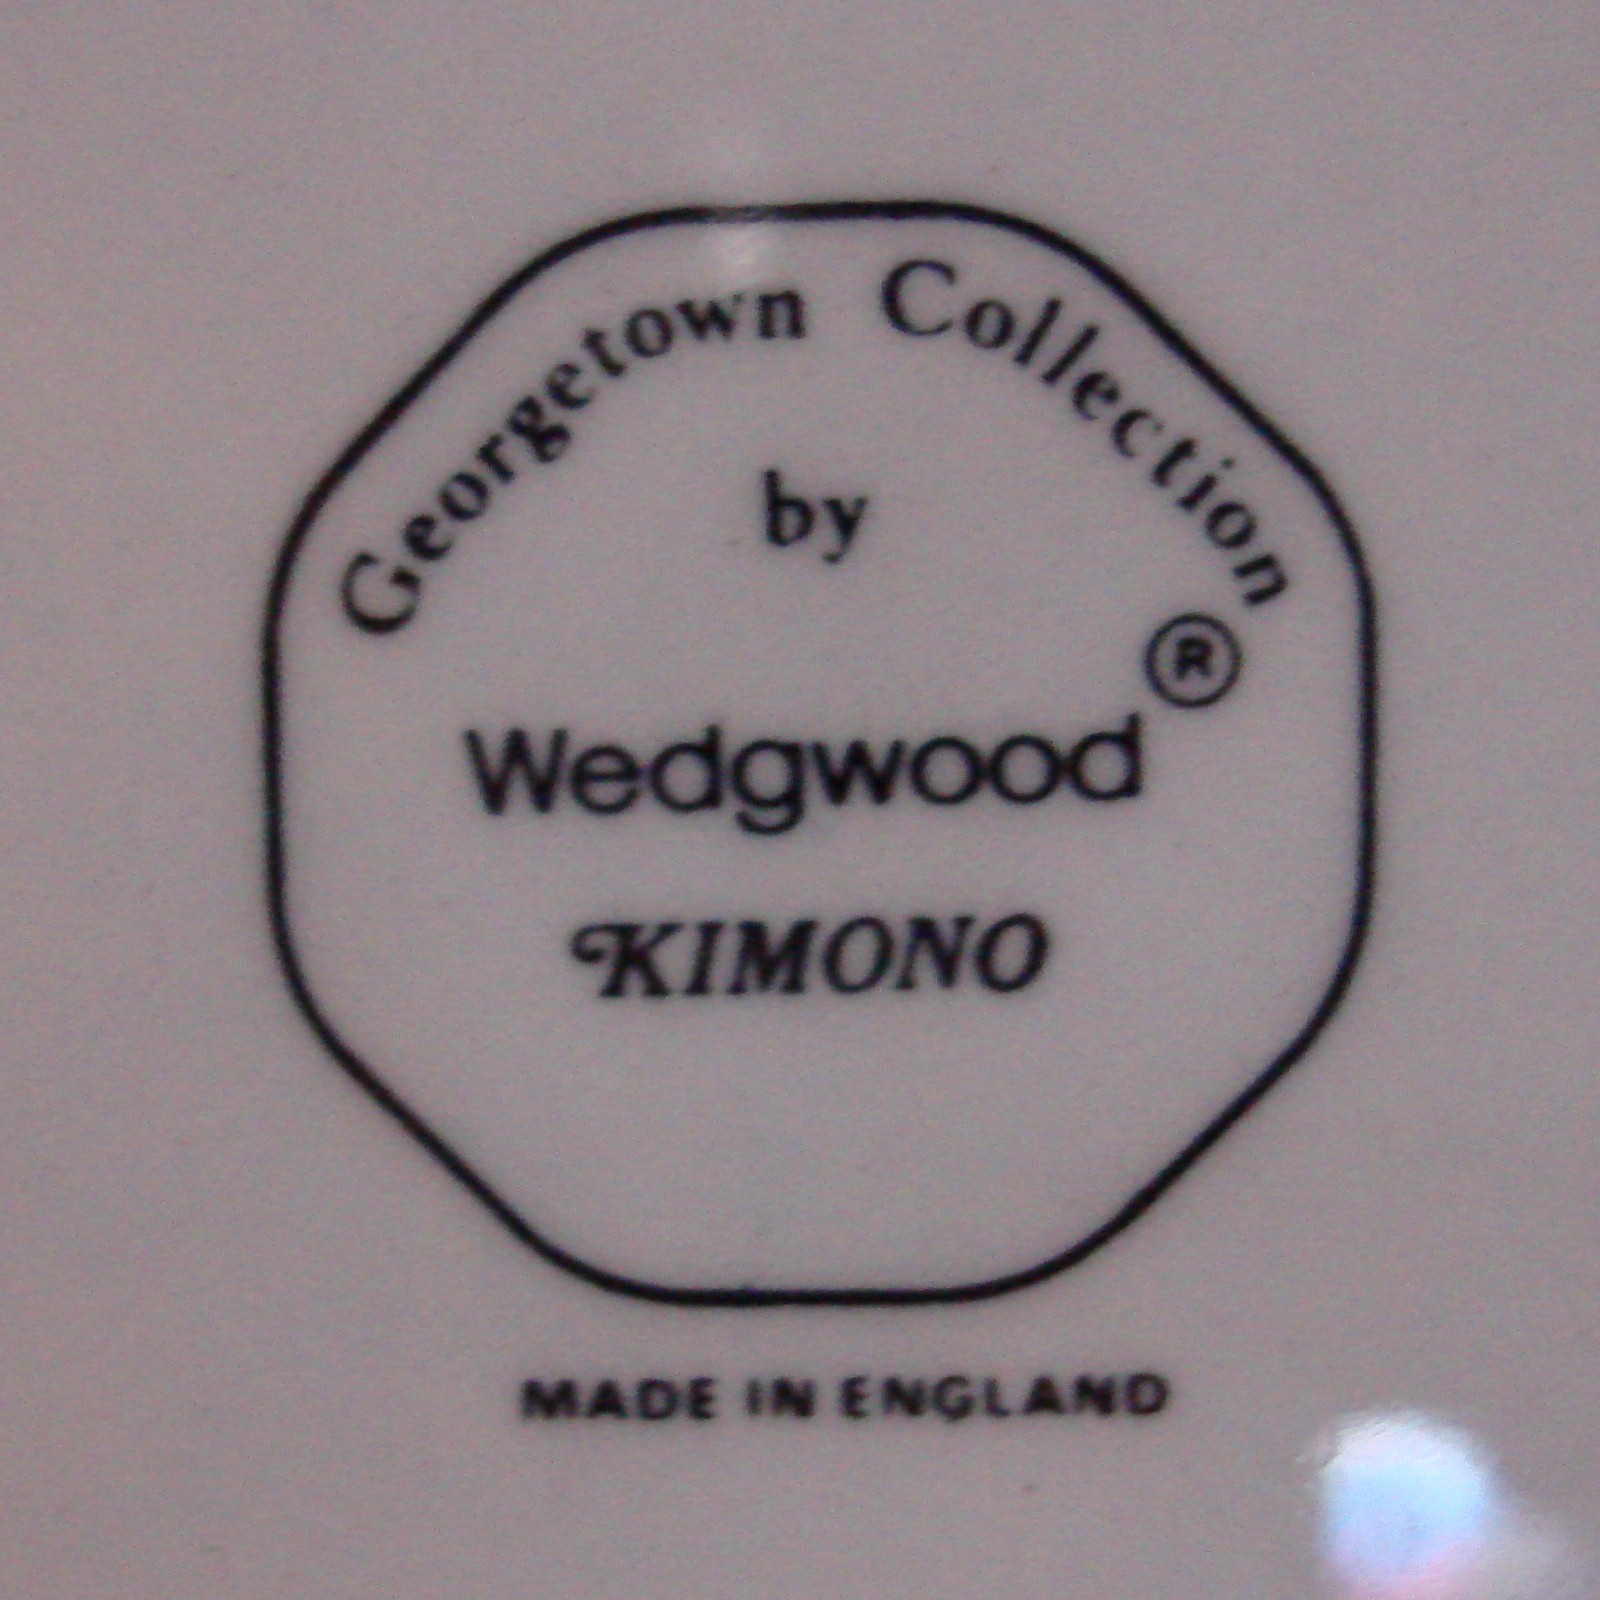 Georgetown Collection
by
Wedgwood®
KIMONO
MADE IN ENGLAND